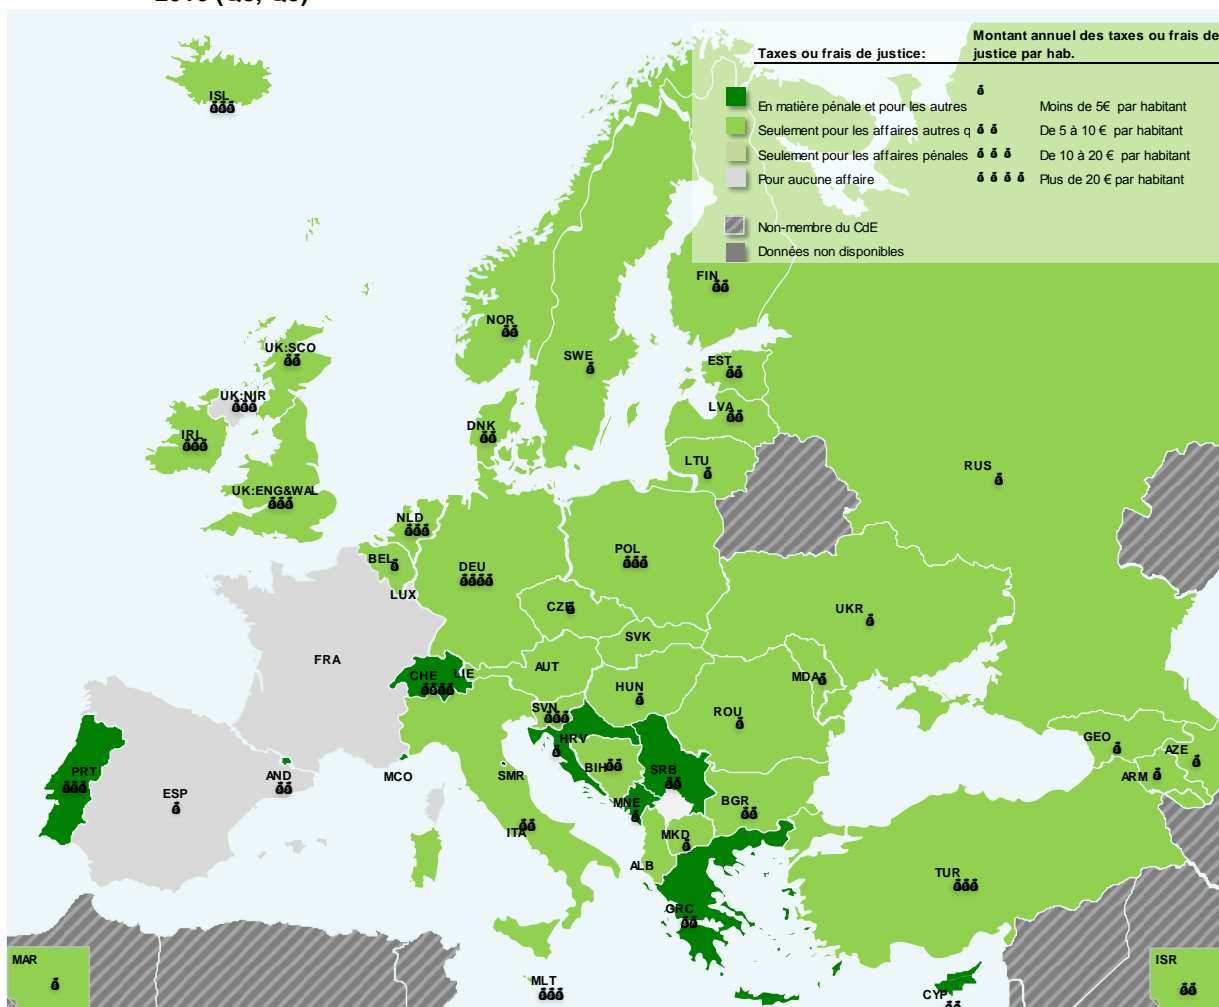 Taxes ou frais de justice:
Montant annuel des taxes ou frais de
justice par hab.
En matière pénale et pour les autres
Moins de 5€ par habitant
Seulement pour les affaires autres q
De 5 à 10 € par habitant
Seulement pour les affaires pénales
De 10 à 20 € par habitant
Pour aucune affaire
Plus de 20 € par habitant
Non-membre du CdE
Données non disponibles
ISL
FIN
NOR
UK:SCO
SWE
EST
UK:NIR
LVA
DNK
IRL
LTU
RUS
UK:ENG&WAL
NLD
BEL
DEU
POL
LUX
CZE
UKR
SVK
FRA
AUT
CHE
LIE
MDA
HUN
SVN
ROU
HRV
GEO
AZE
BIH
SRB
PRT
AND
MCO
SMR
ARM
ESP
MNE
BGR
ITA
MKD
ALB
TUR
GRC
MAR
ISR
MLT
CYP